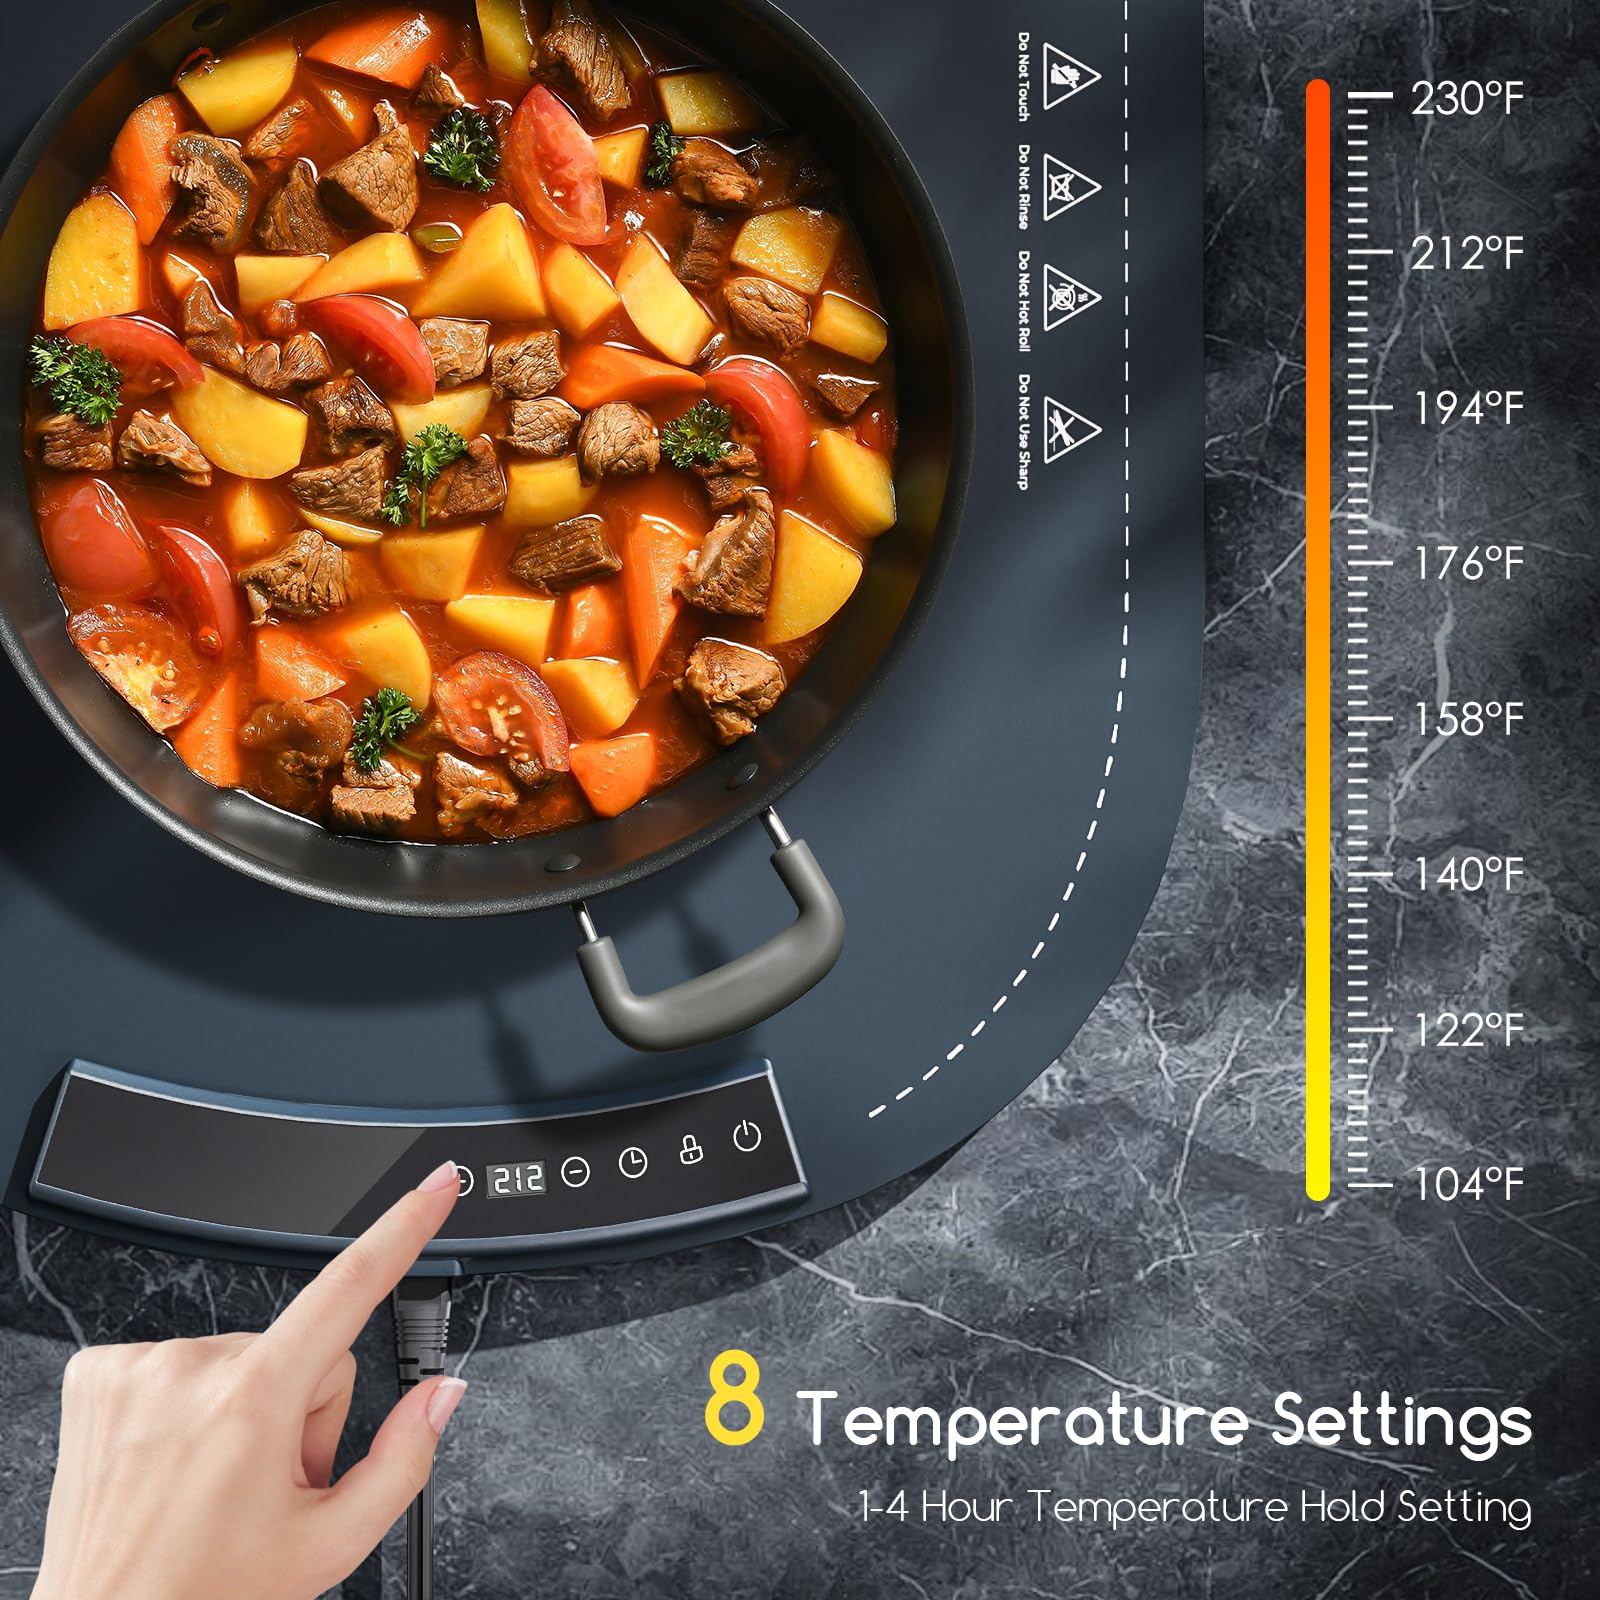 Do Not Touch
Do Not Rinse
Do Not Hot Roll
Do Not Use Sharp
230°F
212°F
194°F
176°F
158°F
140°F
122°F
104°F
212
8 Temperature Settings
1-4 Hour Temperature Hold Setting